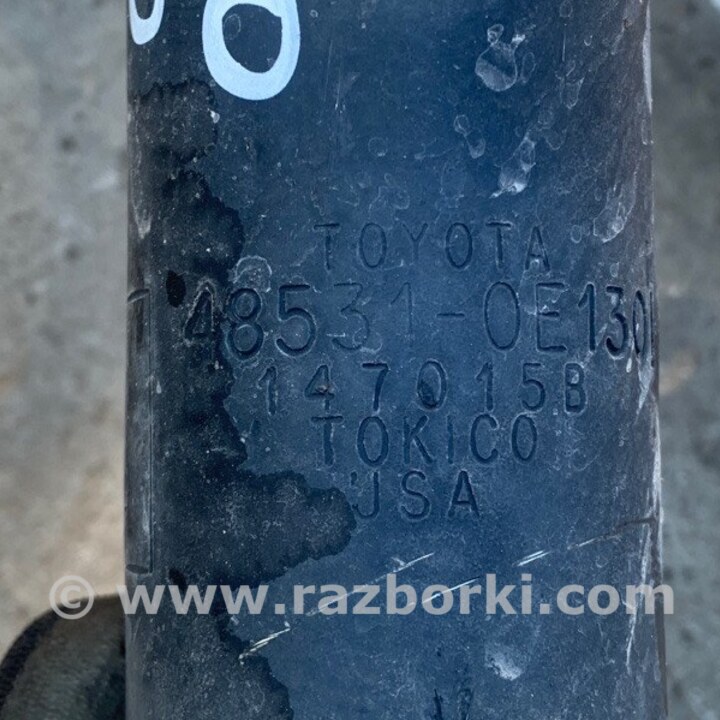 TOYOTA
48531-0E130
147015B
TOKICO
USA
© www.razborki.com